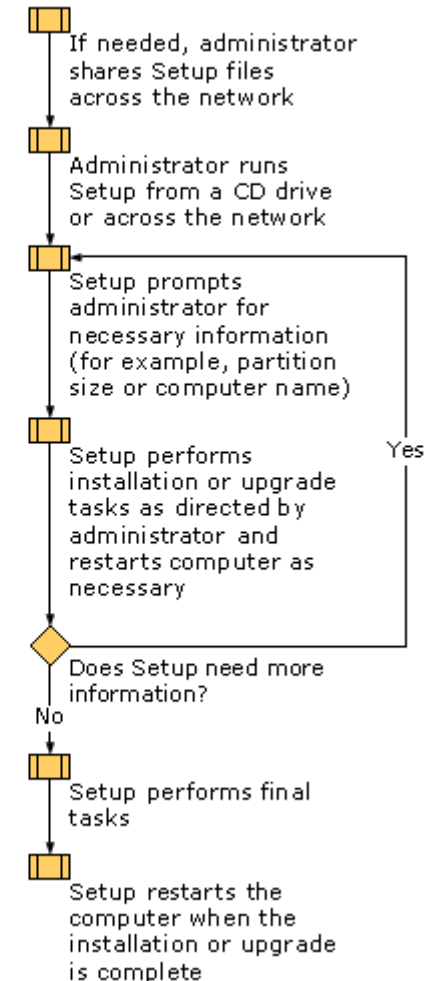 If needed, administrator
shares Setup files
across the network
Administrator runs
Setup from a CD drive
or across the network
Setup prompts
administrator for
necessary information
(for example, partition
size or computer name)
Setup performs
installation or upgrade
tasks as directed by
administrator and
restarts computer as
necessary
Yes
Does Setup need more
information?
No
Setup performs final
tasks
Setup restarts the
computer when the
installation or upgrade
is complete